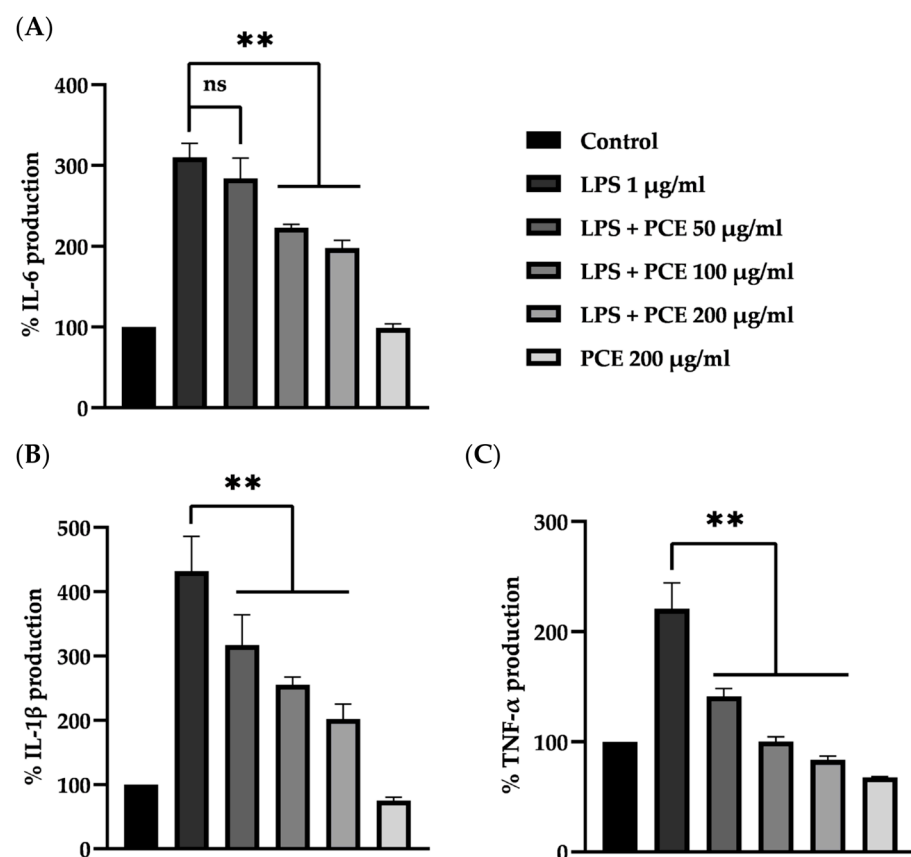 (A)
**
ns
% IL-6 production
400
300
200
100
0
Control
LPS 1 µg/ml
LPS + PCE 50 µg/ml
LPS + PCE 100 µg/ml
LPS + PCE 200 µg/ml
PCE 200 µg/ml
(B)
**
% IL-1β production
500
400
300
200
100
0
(C)
**
% TNF-α production
300
200
100
0